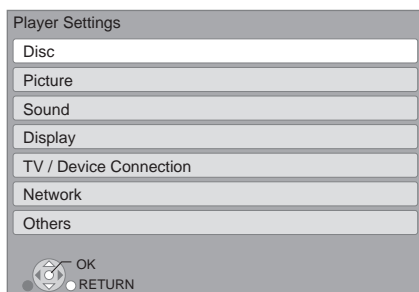 Player Settings
Disc
Picture
Sound
Display
TV / Device Connection
Network
Others
OK
RETURN